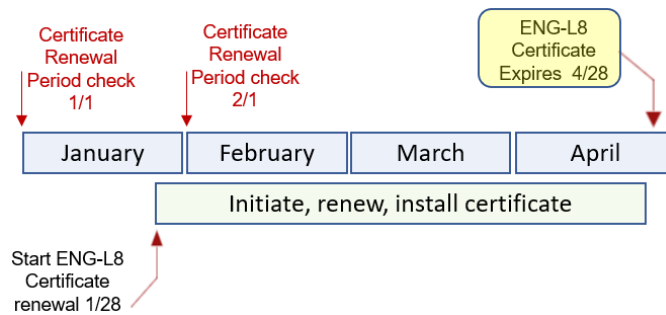 Certificate
Renewal
Period check
1/1
Certificate
Renewal
Period check
2/1
ENG-L8
Certificate
Expires 4/28
January
February
March
April
Initiate, renew, install certificate
Start ENG-L8
Certificate
renewal 1/28